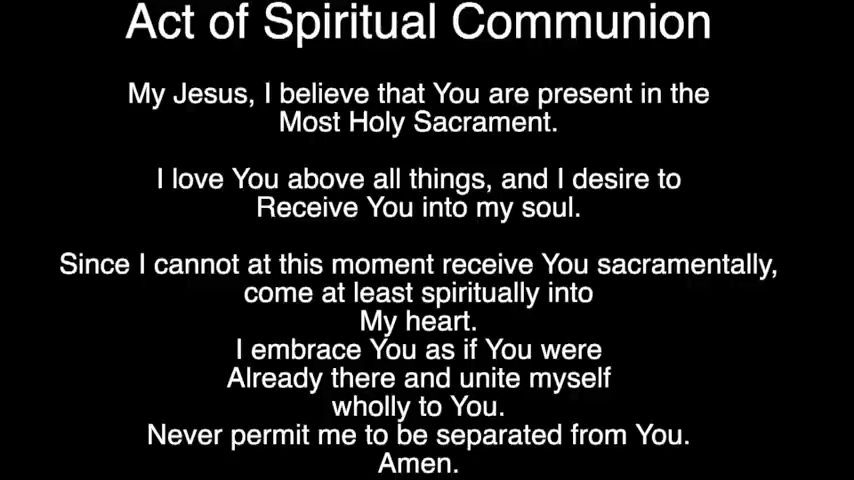 Act of Spiritual Communion
My Jesus, I believe that You are present in the
Most Holy Sacrament.
I love You above all things, and I desire to
Receive You into my soul.
Since I cannot at this moment receive You sacramentally,
come at least spiritually into
My heart.
I embrace You as if You were
Already there and unite myself
wholly to You.
Never permit me to be separated from You.
Amen.